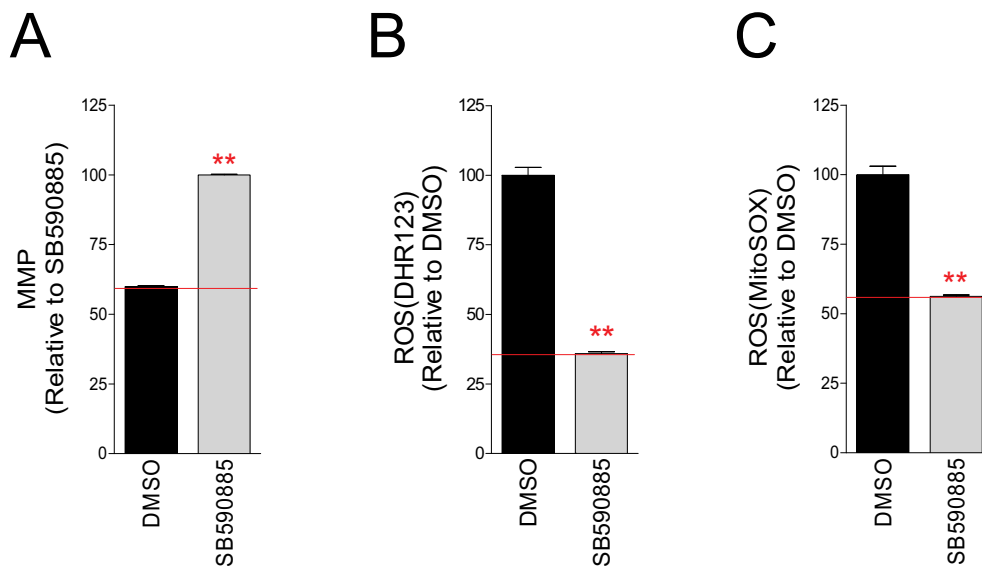 A
MMP
(Relative to SB590885)
125
100
75
50
25
0
**
DMSO
SB590885
B
ROS(DHR123)
(Relative to DMSO)
125
100
75
50
25
0
**
DMSO
SB590885
C
ROS(MitoSOX)
(Relative to DMSO)
125
100
75
50
25
0
**
DMSO
SB590885